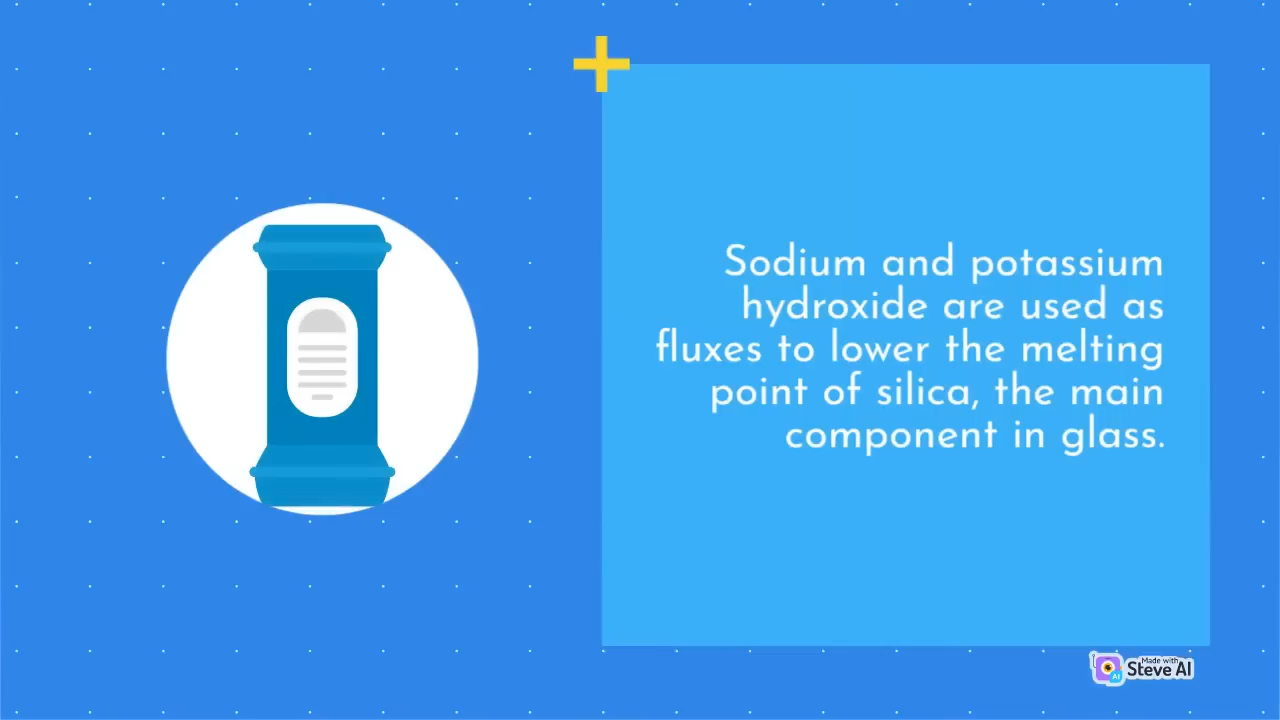 Sodium and potassium
hydroxide are used as
fluxes to lower the melting
point of silica, the main
component in glass.
Made with
Steve AI
AI